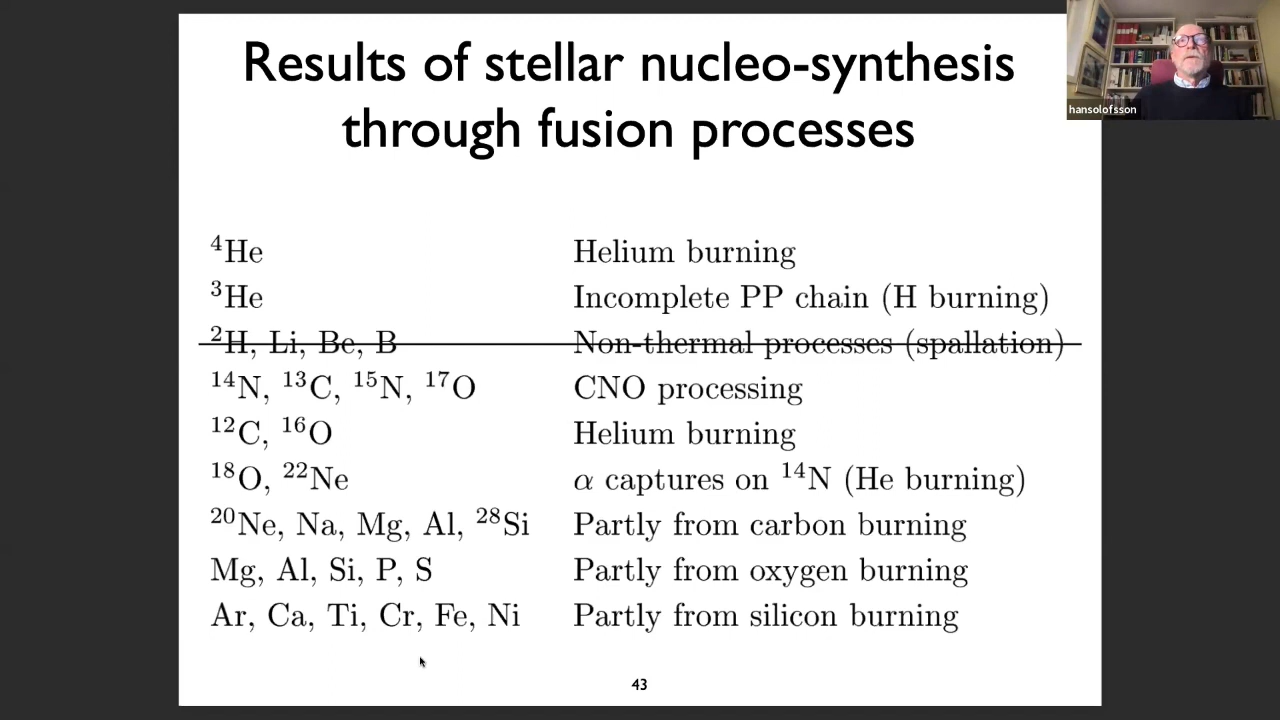 Results of stellar nucleo-synthesis
through fusion processes
hansolofsson
⁴He Helium burning
³He Incomplete PP chain (H burning)
²H, Li, Be, B Non-thermal processes (spallation)
¹⁴N, ¹³C, ¹⁵N, ¹⁷O CNO processing
¹²C, ¹⁶O Helium burning
¹⁸O, ²²Ne α captures on ¹⁴N (He burning)
²⁰Ne, Na, Mg, Al, ²⁸Si Partly from carbon burning
Mg, Al, Si, P, S Partly from oxygen burning
Ar, Ca, Ti, Cr, Fe, Ni Partly from silicon burning
43